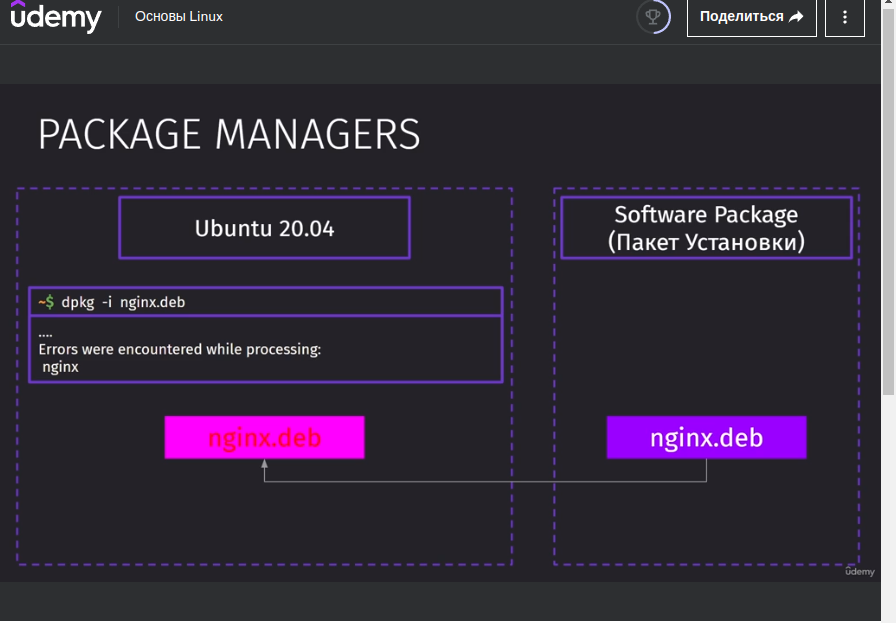 udemy
Основы Linux
Поделиться
PACKAGE MANAGERS
Ubuntu 20.04
~$ dpkg -i nginx.deb
....
Errors were encountered while processing:
nginx
nginx.deb
Software Package
(Пакет Установки)
nginx.deb
udemy